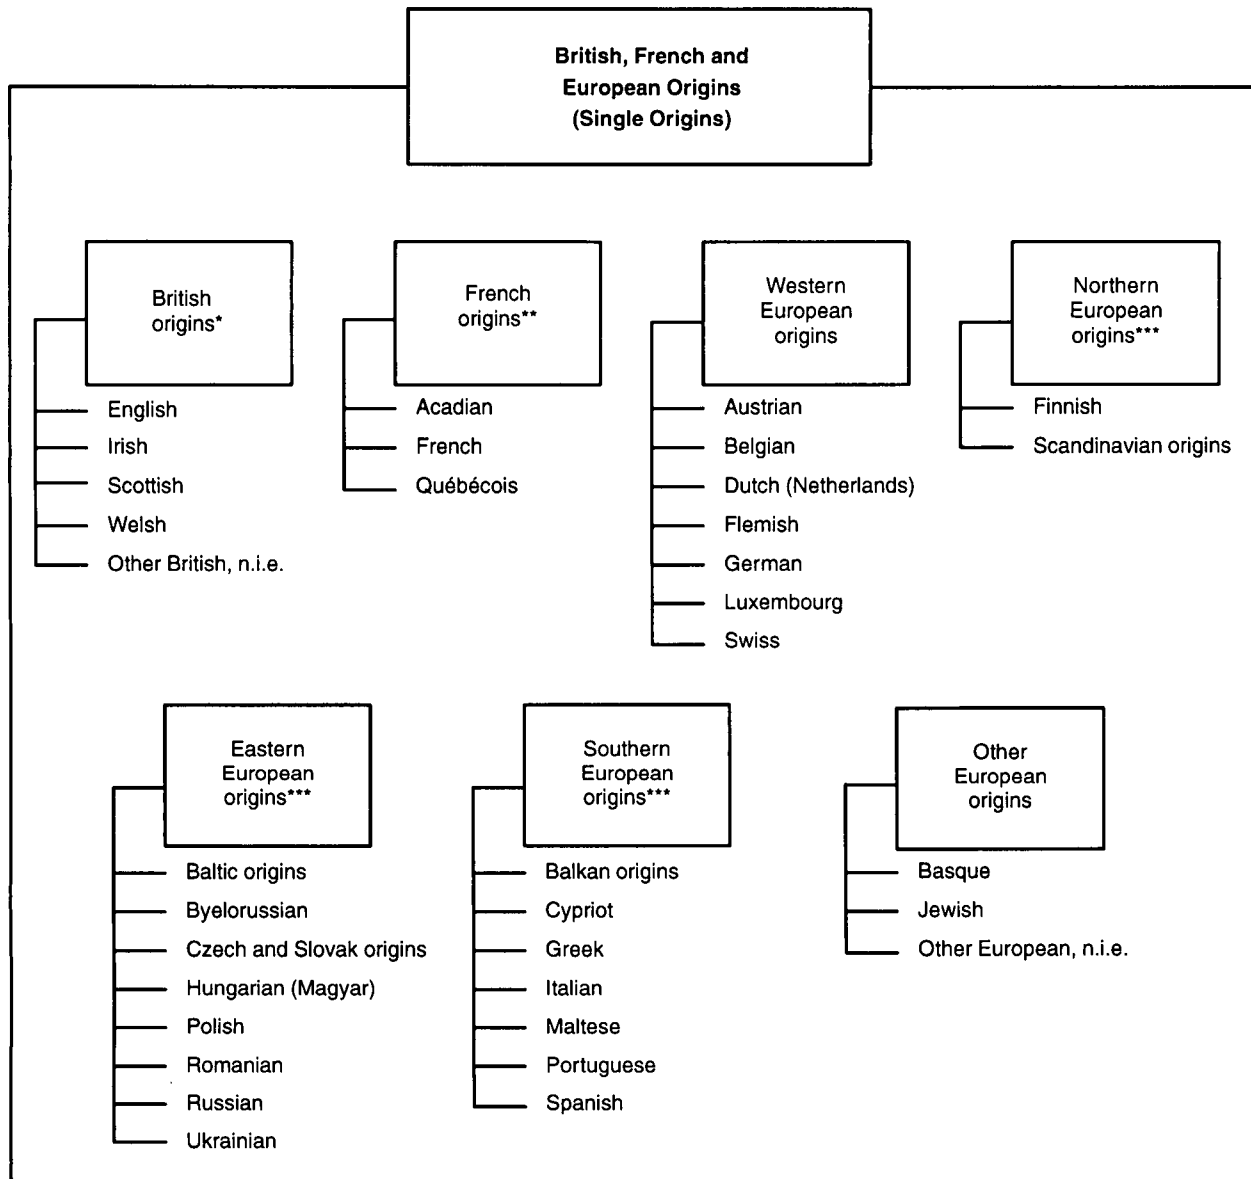 British, French and
European Origins
(Single Origins)
British
origins*
English
Irish
Scottish
Welsh
Other British, n.i.e.
French
origins**
Acadian
French
Québécois
Western
European
origins
Austrian
Belgian
Dutch (Netherlands)
Flemish
German
Luxembourg
Swiss
Northern
European
origins***
Finnish
Scandinavian origins
Eastern
European
origins***
Baltic origins
Byelorussian
Czech and Slovak origins
Hungarian (Magyar)
Polish
Romanian
Russian
Ukrainian
Southern
European
origins***
Balkan origins
Cypriot
Greek
Italian
Maltese
Portuguese
Spanish
Other
European
origins
Basque
Jewish
Other European, n.i.e.